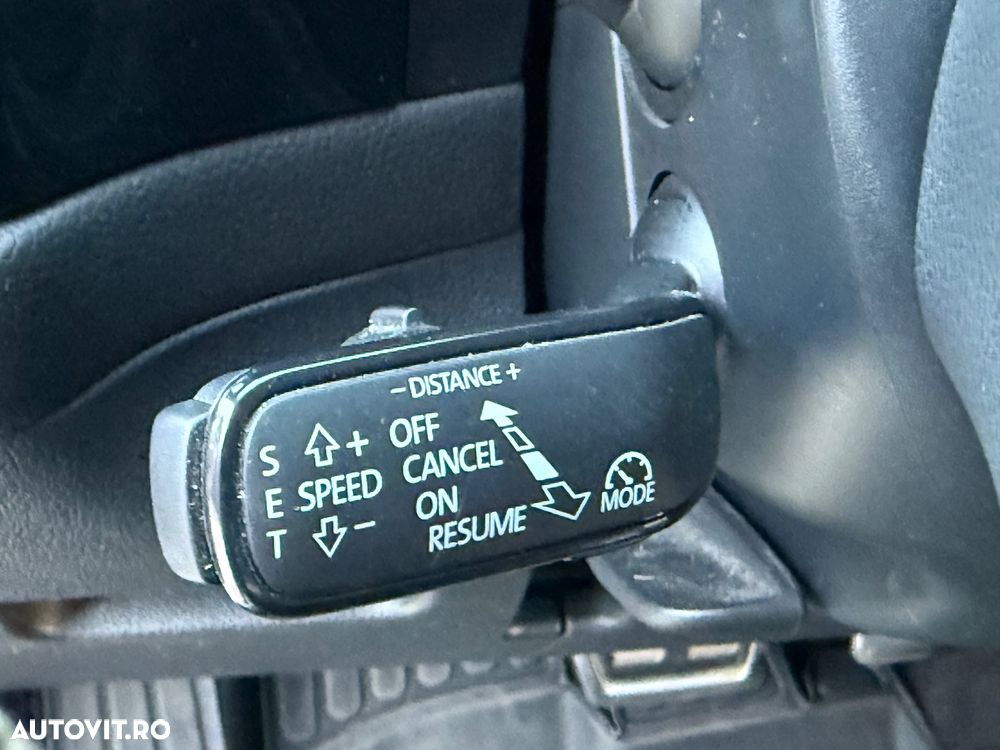 − DISTANCE +
S + OFF
E SPEED CANCEL
T − ON
RESUME
MODE
AUTOVIT.RO